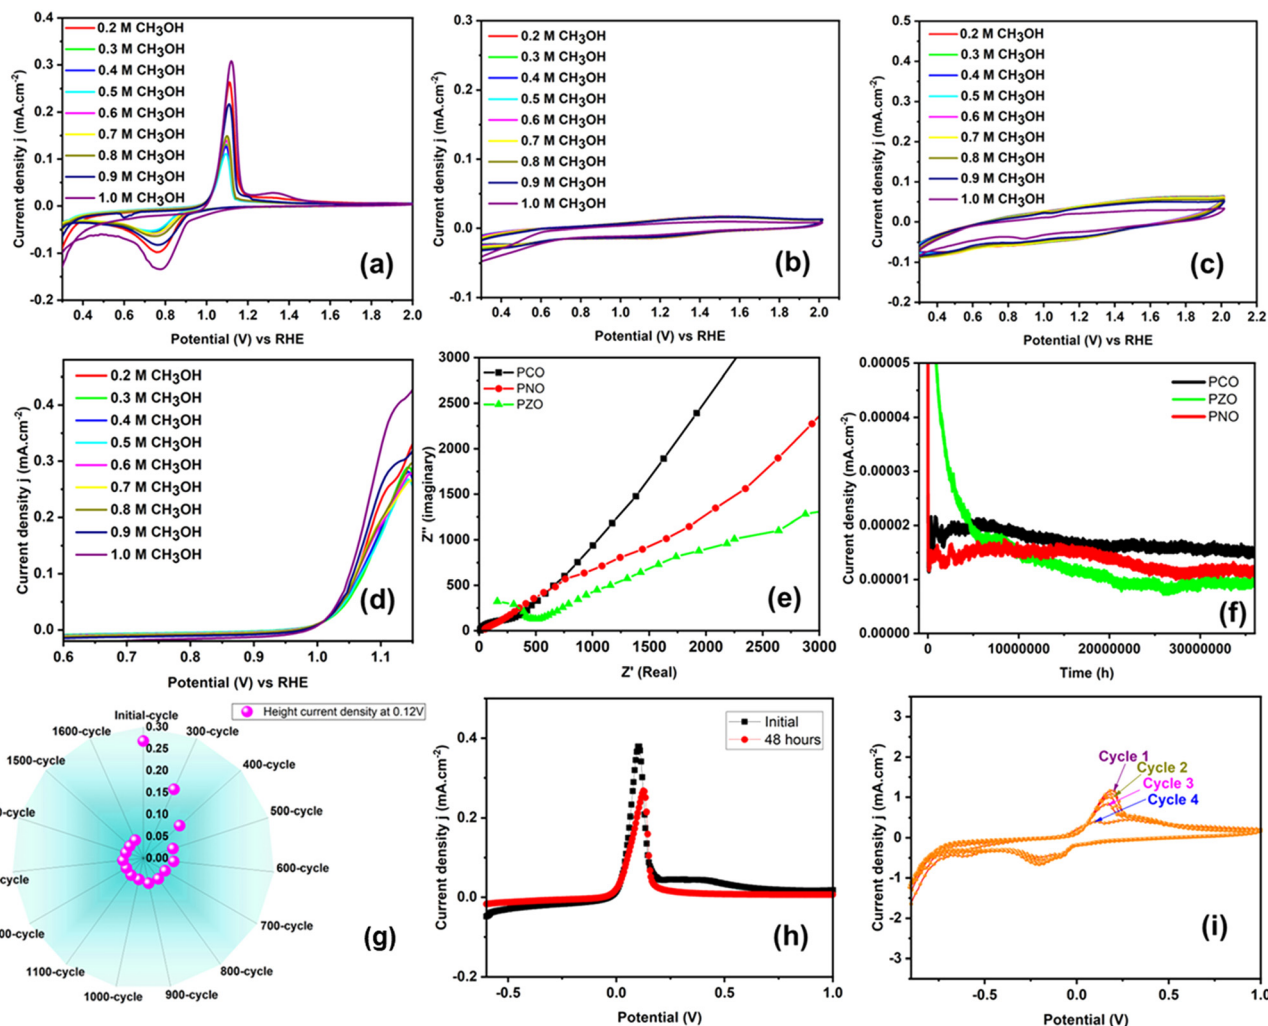 0.4
0.3
0.2
0.1
0.0
-0.1
-0.2
0.4 0.6 0.8 1.0 1.2 1.4 1.6 1.8 2.0
Current density j (mA.cm-2)
Potential (V) vs RHE
0.2 M CH3OH
0.3 M CH3OH
0.4 M CH3OH
0.5 M CH3OH
0.6 M CH3OH
0.7 M CH3OH
0.8 M CH3OH
0.9 M CH3OH
1.0 M CH3OH
(a)
0.3
0.2
0.1
0.0
-0.1
0.4 0.6 0.8 1.0 1.2 1.4 1.6 1.8 2.0
Current density j (mA.cm-2)
Potential (V) vs RHE
0.2 M CH3OH
0.3 M CH3OH
0.4 M CH3OH
0.5 M CH3OH
0.6 M CH3OH
0.7 M CH3OH
0.8 M CH3OH
0.9 M CH3OH
1.0 M CH3OH
(b)
0.5
0.4
0.3
0.2
0.1
0.0
-0.1
-0.2
0.4 0.6 0.8 1.0 1.2 1.4 1.6 1.8 2.0 2.2
Current density j (mA.cm-2)
Potential (V) vs RHE
0.2 M CH3OH
0.3 M CH3OH
0.4 M CH3OH
0.5 M CH3OH
0.6 M CH3OH
0.7 M CH3OH
0.8 M CH3OH
0.9 M CH3OH
1.0 M CH3OH
(c)
0.4
0.3
0.2
0.1
0.0
0.6 0.7 0.8 0.9 1.0 1.1
Current density j (mA.cm-2)
Potential (V) vs RHE
0.2 M CH3OH
0.3 M CH3OH
0.4 M CH3OH
0.5 M CH3OH
0.6 M CH3OH
0.7 M CH3OH
0.8 M CH3OH
0.9 M CH3OH
1.0 M CH3OH
(d)
3000
2500
2000
1500
1000
500
0
0 500 1000 1500 2000 2500 3000
Z'' (imaginary)
Z' (Real)
PCO
PNO
PZO
(e)
0.00005
0.00004
0.00003
0.00002
0.00001
0.00000
0 10000000 20000000 30000000
Current density (mA.cm-2)
Time (h)
PCO
PZO
PNO
(f)
Height current density at 0.12V
Initial-cycle
300-cycle
400-cycle
500-cycle
600-cycle
700-cycle
800-cycle
900-cycle
1000-cycle
1100-cycle
00-cycle
-cycle
0-cycle
1500-cycle
1600-cycle
0.30
0.25
0.20
0.15
0.10
0.05
0.00
(g)
0.4
0.2
0.0
-0.2
-0.5 0.0 0.5 1.0
Current density j (mA.cm-2)
Potential (V)
Initial
48 hours
(h)
3
2
1
0
-1
-2
-3
-0.5 0.0 0.5 1.0
Current density j (mA.cm-2)
Potential (V)
Cycle 1
Cycle 2
Cycle 3
Cycle 4
(i)